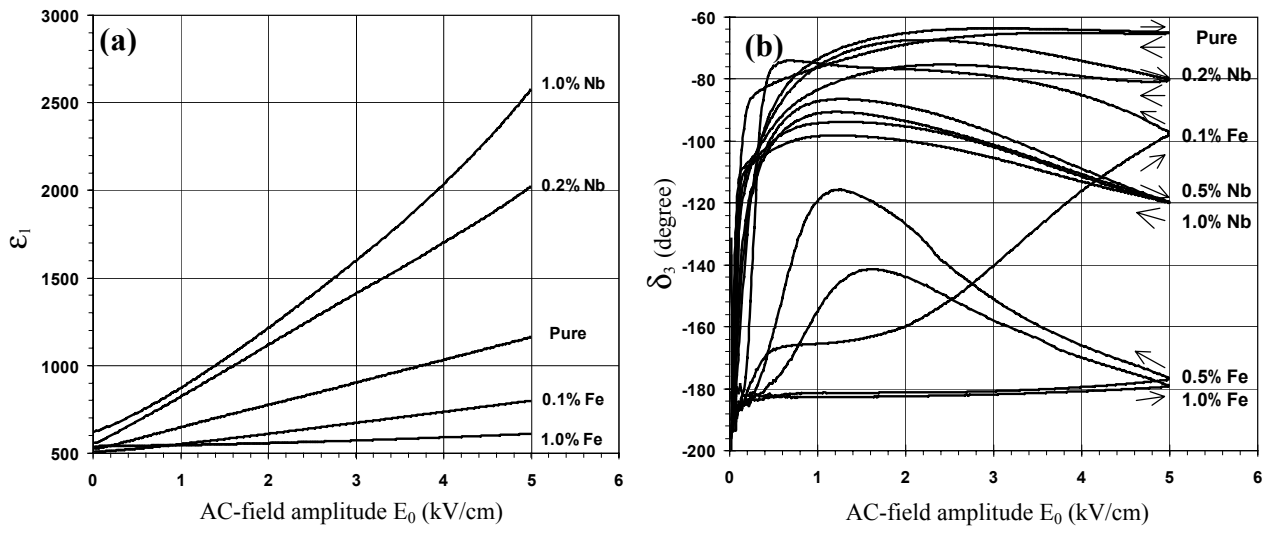 (a)
3000
2500
2000
1500
1000
500
0
1
2
3
4
5
6
ε₁
AC-field amplitude E₀ (kV/cm)
1.0% Nb
0.2% Nb
Pure
0.1% Fe
1.0% Fe
(b)
-60
-80
-100
-120
-140
-160
-180
-200
0
1
2
3
4
5
6
δ₃ (degree)
AC-field amplitude E₀ (kV/cm)
Pure
0.2% Nb
0.1% Fe
0.5% Nb
1.0% Nb
0.5% Fe
1.0% Fe